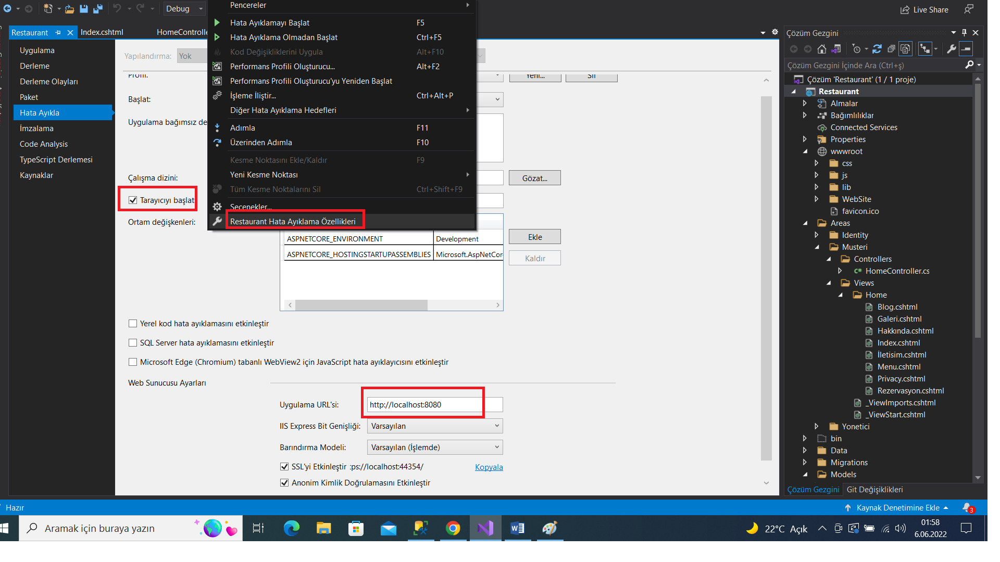 Debug
Live Share
Restaurant
Index.cshtml
HomeControlle
Uygulama
Derleme
Derleme Olayları
Paket
Hata Ayıkla
İmzalama
Code Analysis
TypeScript Derlemesi
Kaynaklar
Yapılandırma: Yok
Profil:
Yeni...
Sil
Başlat:
Uygulama bağımsız de
Çalışma dizini:
Gözat...
Tarayıcıyı başlat
Ortam değişkenleri:
Pencereler
Hata Ayıklamayı Başlat F5
Hata Ayıklama Olmadan Başlat Ctrl+F5
Kod Değişikliklerini Uygula Alt+F10
Performans Profili Oluşturucu... Alt+F2
Performans Profili Oluşturucu'yu Yeniden Başlat
İşleme İliştir... Ctrl+Alt+P
Diğer Hata Ayıklama Hedefleri
Adımla F11
Üzerinden Adımla F10
Kesme Noktasını Ekle/Kaldır F9
Yeni Kesme Noktası
Tüm Kesme Noktalarını Sil Ctrl+Shift+F9
Seçenekler...
Restaurant Hata Ayıklama Özellikleri
ASPNETCORE_ENVIRONMENT Development
ASPNETCORE_HOSTINGSTARTUPASSEMBLIES Microsoft.AspNetCor
Ekle
Kaldır
Yerel kod hata ayıklamasını etkinleştir
SQL Server hata ayıklamasını etkinleştir
Microsoft Edge (Chromium) tabanlı WebView2 için JavaScript hata ayıklayıcısını etkinleştir
Web Sunucusu Ayarları
Uygulama URL'si: http://localhost:8080
IIS Express Bit Genişliği: Varsayılan
Barındırma Modeli: Varsayılan (İşlemde)
SSL'yi Etkinleştir :ps://localhost:44354/ Kopyala
Anonim Kimlik Doğrulamasını Etkinleştir
Çözüm Gezgini
Çözüm Gezgini İçinde Ara (Ctrl+ş)
Çözüm 'Restaurant' (1 / 1 proje)
Restaurant
Almalar
Bağımlılıklar
Connected Services
Properties
wwwroot
css
js
lib
WebSite
favicon.ico
Areas
Identity
Musteri
Controllers
C# HomeController.cs
Views
Home
Blog.cshtml
Galeri.cshtml
Hakkında.cshtml
Index.cshtml
İletisim.cshtml
Menu.cshtml
Privacy.cshtml
Rezervasyon.cshtml
_ViewImports.cshtml
_ViewStart.cshtml
Yonetici
bin
Data
Migrations
Models
Çözüm Gezgini Git Değişiklikleri
Hazır
Kaynak Denetimine Ekle
3
Aramak için buraya yazın
22°C Açık
01:58
6.06.2022